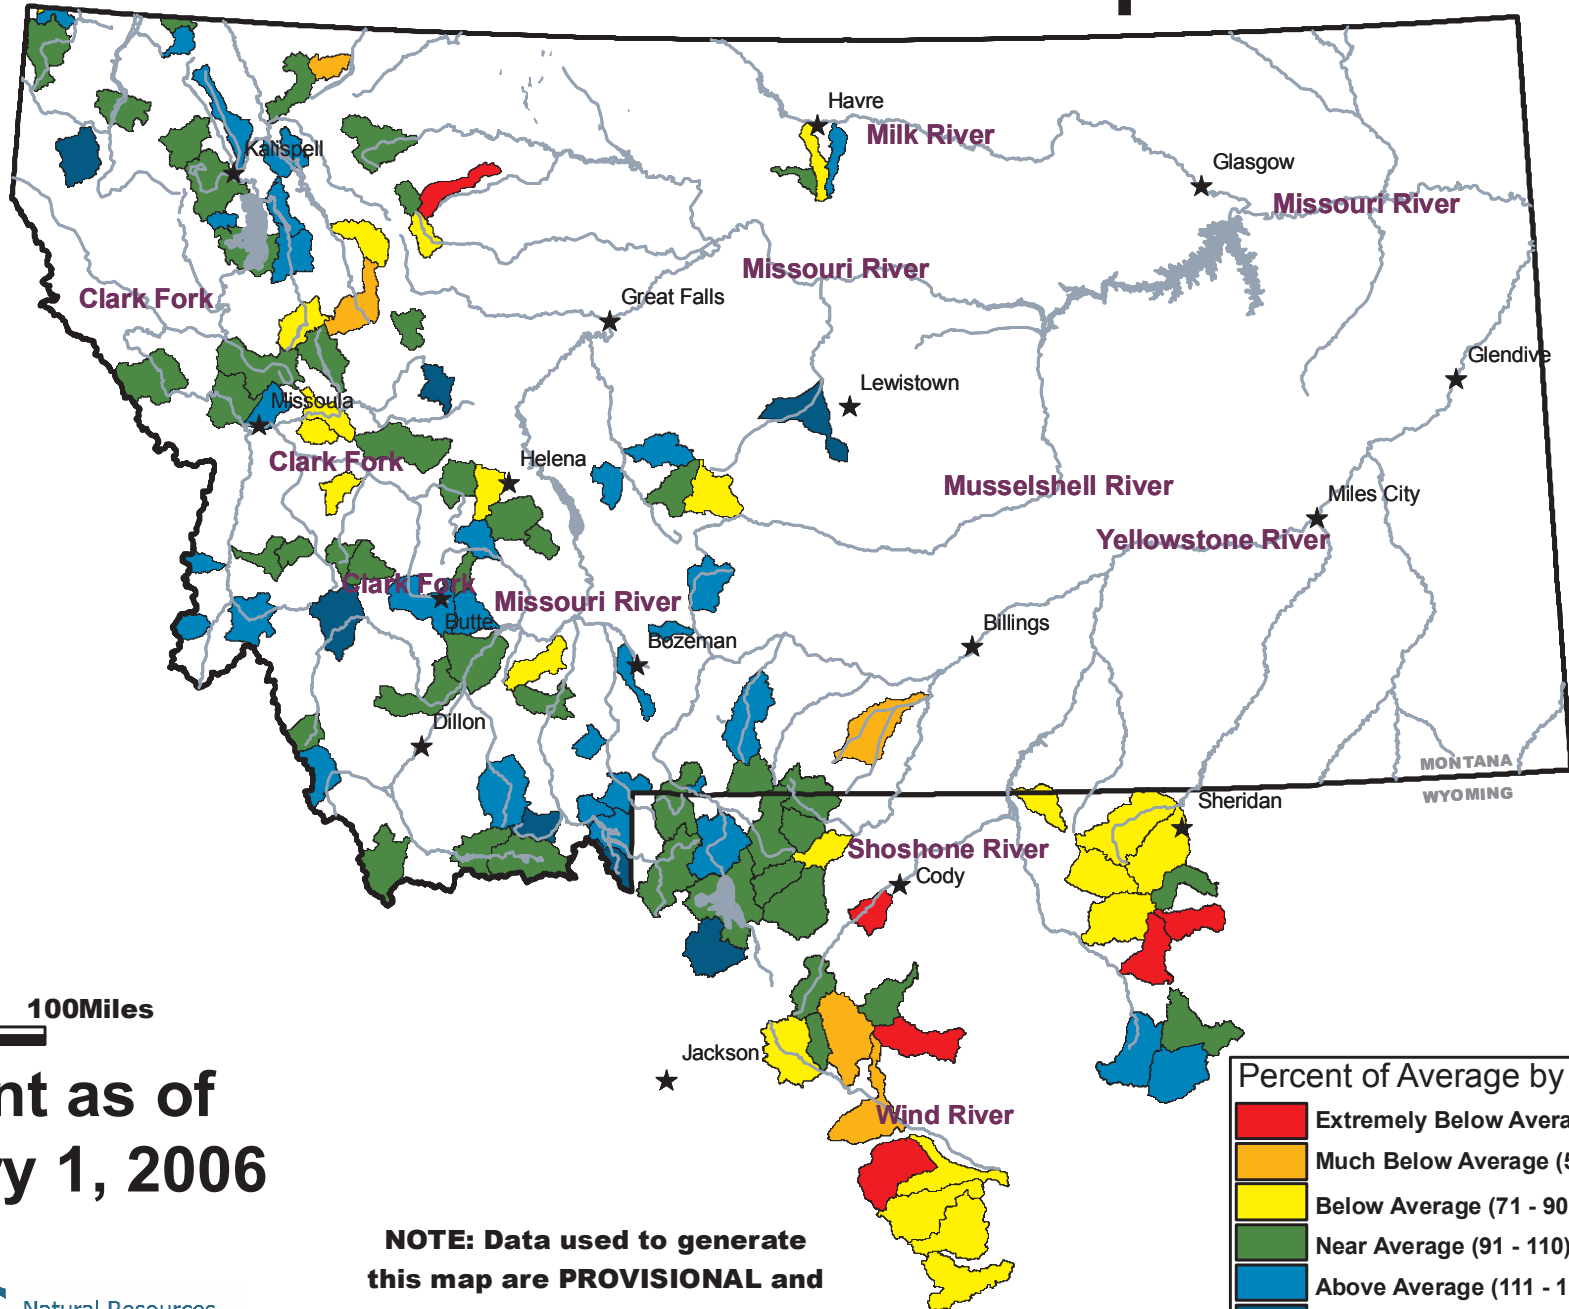 Havre
Milk River
Kalispell
Glasgow
Missouri River
Missouri River
Clark Fork
Great Falls
Glendive
Lewistown
Missoula
Clark Fork
Helena
Musselshell River
Miles City
Yellowstone River
Clark Fork
Missouri River
Butte
Billings
Bozeman
Dillon
MONTANA
WYOMING
Sheridan
Shoshone River
Cody
100Miles
Jackson
nt as of
Wind River
y 1, 2006
Percent of Average by
Extremely Below Avera
Much Below Average (5
Below Average (71 - 90
Near Average (91 - 110)
Above Average (111 - 1
NOTE: Data used to generate
this map are PROVISIONAL and
Natural Resources